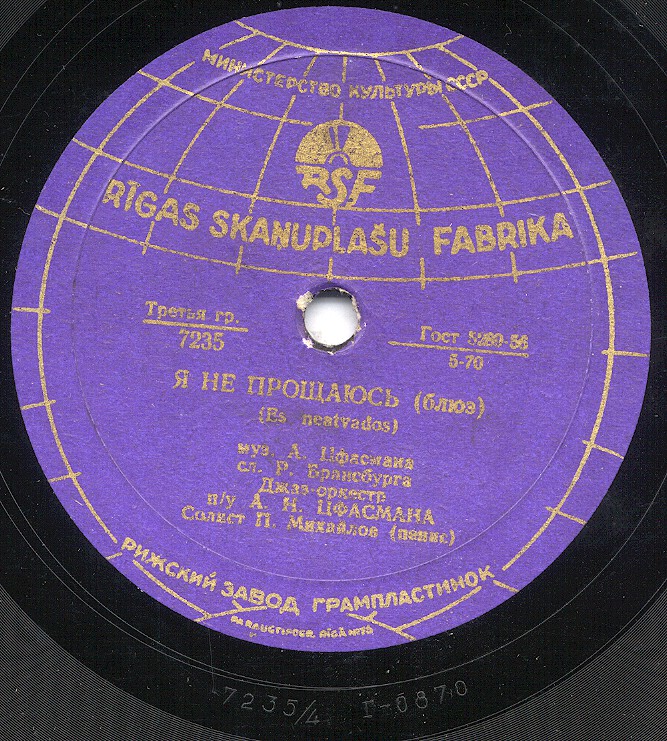 МИНИСТЕРСТВО КУЛЬТУРЫ СССР
RSF
RĪGAS SKAŅUPLAŠU FABRIKA
Третья гр.
7235
Гост 5289-56
5-70
Я НЕ ПРОЩАЮСЬ (блюз)
(Es neatvados)
муз. А. Цфасмана
сл. Р. Брансбурга
Джаз-оркестр
п/у А. Н. ЦФАСМАНА
Солист П. Михайлов (пение)
РИЖСКИЙ ЗАВОД ГРАМПЛАСТИНОК
7235/4 Г-0870